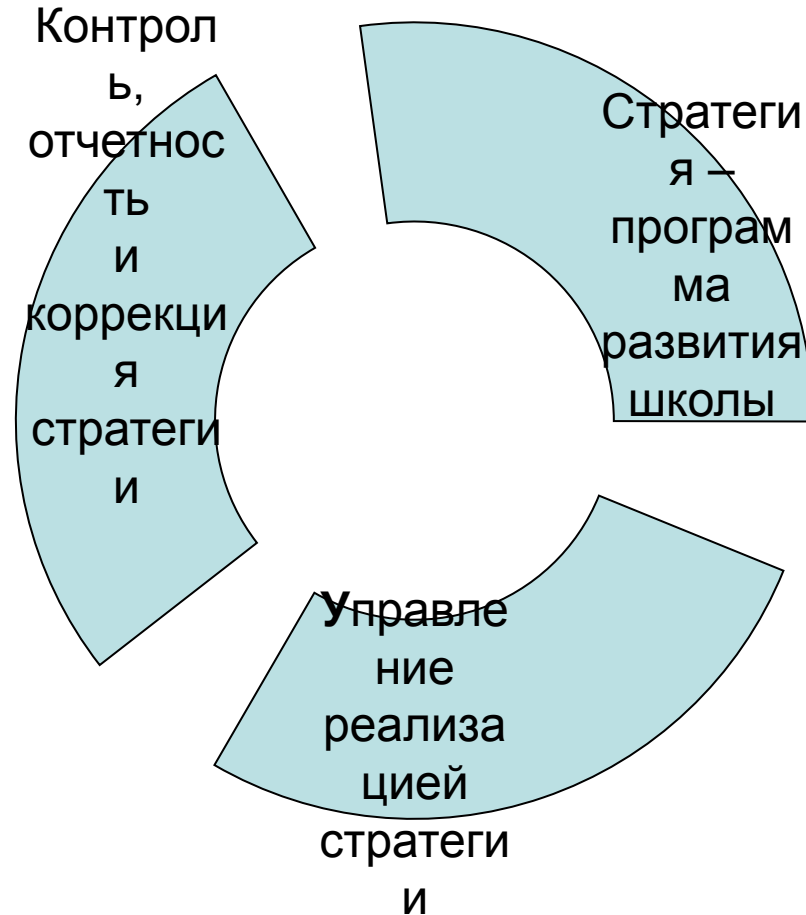 Контрол
ь,
отчетнос
ть
и
коррекци
я
стратеги
и
Стратеги
я –
програм
ма
развития
школы
Управле
ние
реализа
цией
стратеги
и